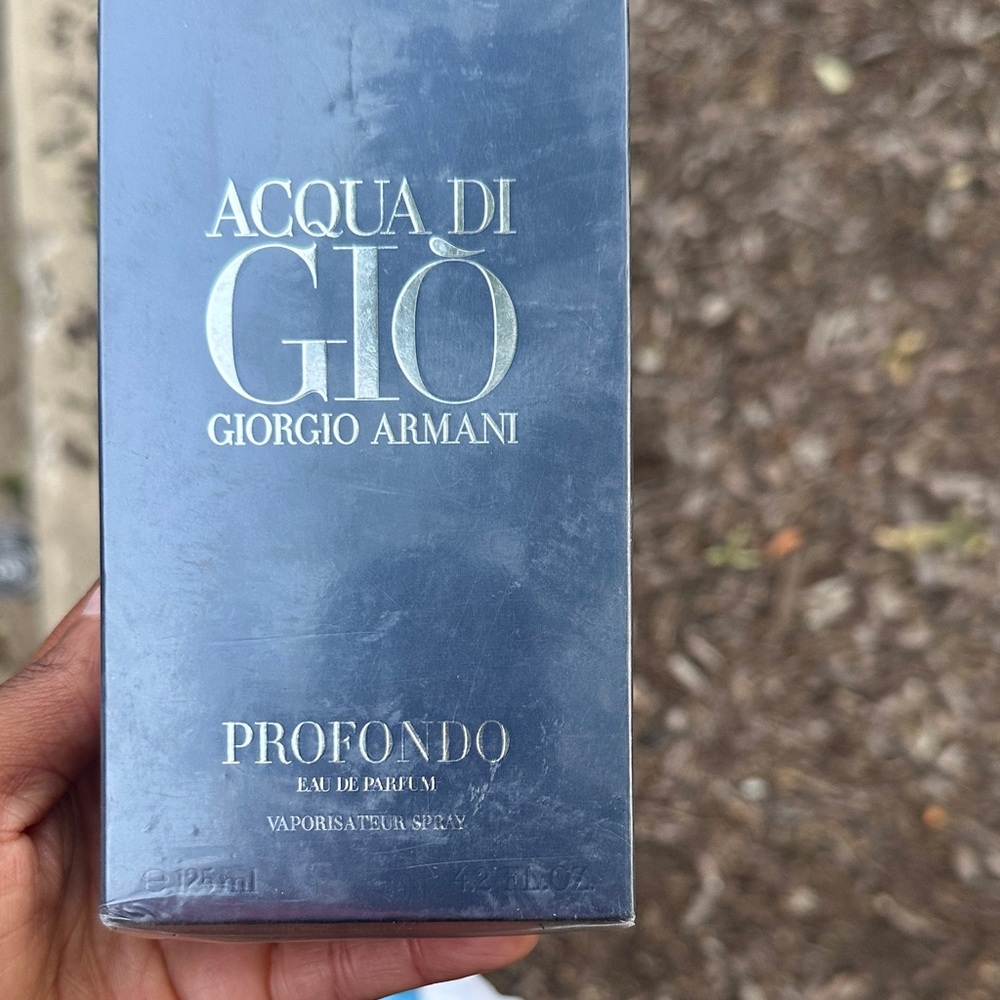 ACQUA DI
GIÒ
GIORGIO ARMANI
PROFONDO
EAU DE PARFUM
VAPORISATEUR SPRAY
℮ 125 ml 4.2 FL.OZ.